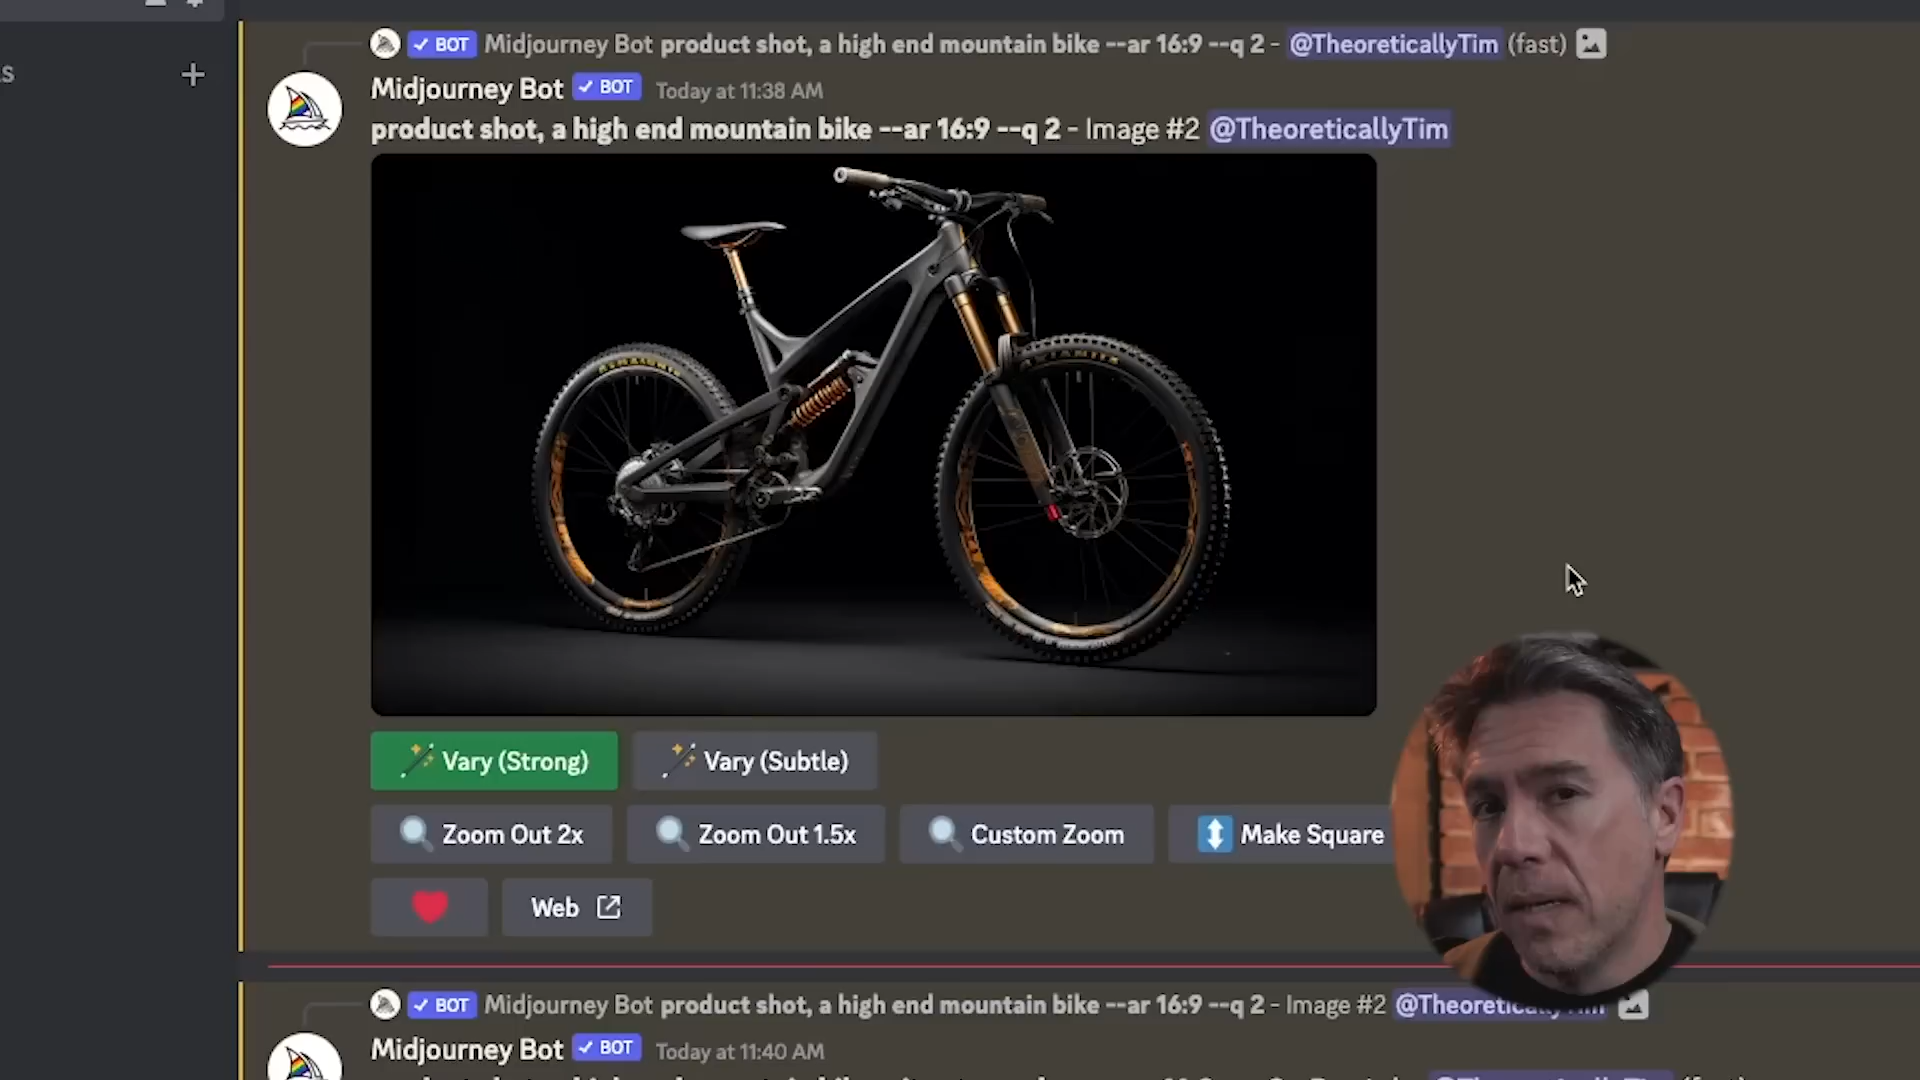 S
BOT Midjourney Bot product shot, a high end mountain bike --ar 16:9 --q 2 - @TheoreticallyTim (fast)
Midjourney Bot BOT Today at 11:38 AM
product shot, a high end mountain bike --ar 16:9 --q 2 - Image #2 @TheoreticallyTim
Vary (Strong) Vary (Subtle)
Zoom Out 2x Zoom Out 1.5x Custom Zoom Make Square
Web
BOT Midjourney Bot product shot, a high end mountain bike --ar 16:9 --q 2 - Image #2 @TheoreticallyTim
Midjourney Bot BOT Today at 11:40 AM